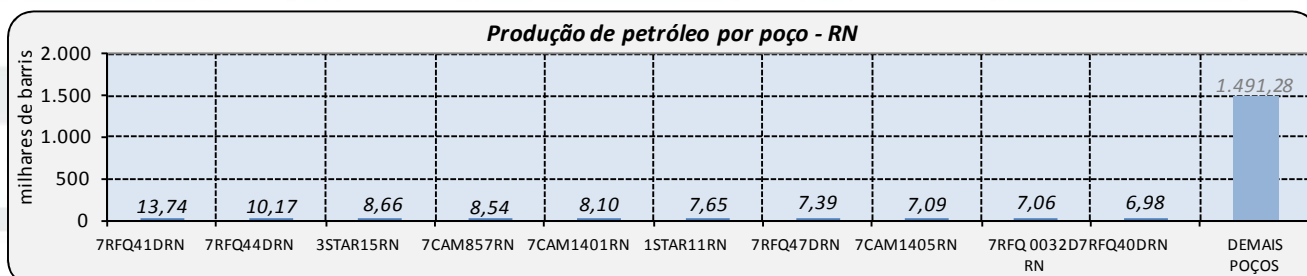 Produção de petróleo por poço - RN
milhares de barris
2.000
1.500
1.000
500
0
13,74 10,17 8,66 8,54 8,10 7,65 7,39 7,09 7,06 6,98 1.491,28
7RFQ41DRN 7RFQ44DRN 3STAR15RN 7CAM857RN 7CAM1401RN 1STAR11RN 7RFQ47DRN 7CAM1405RN 7RFQ 0032D7RFQ40DRN DEMAIS
RN POÇOS